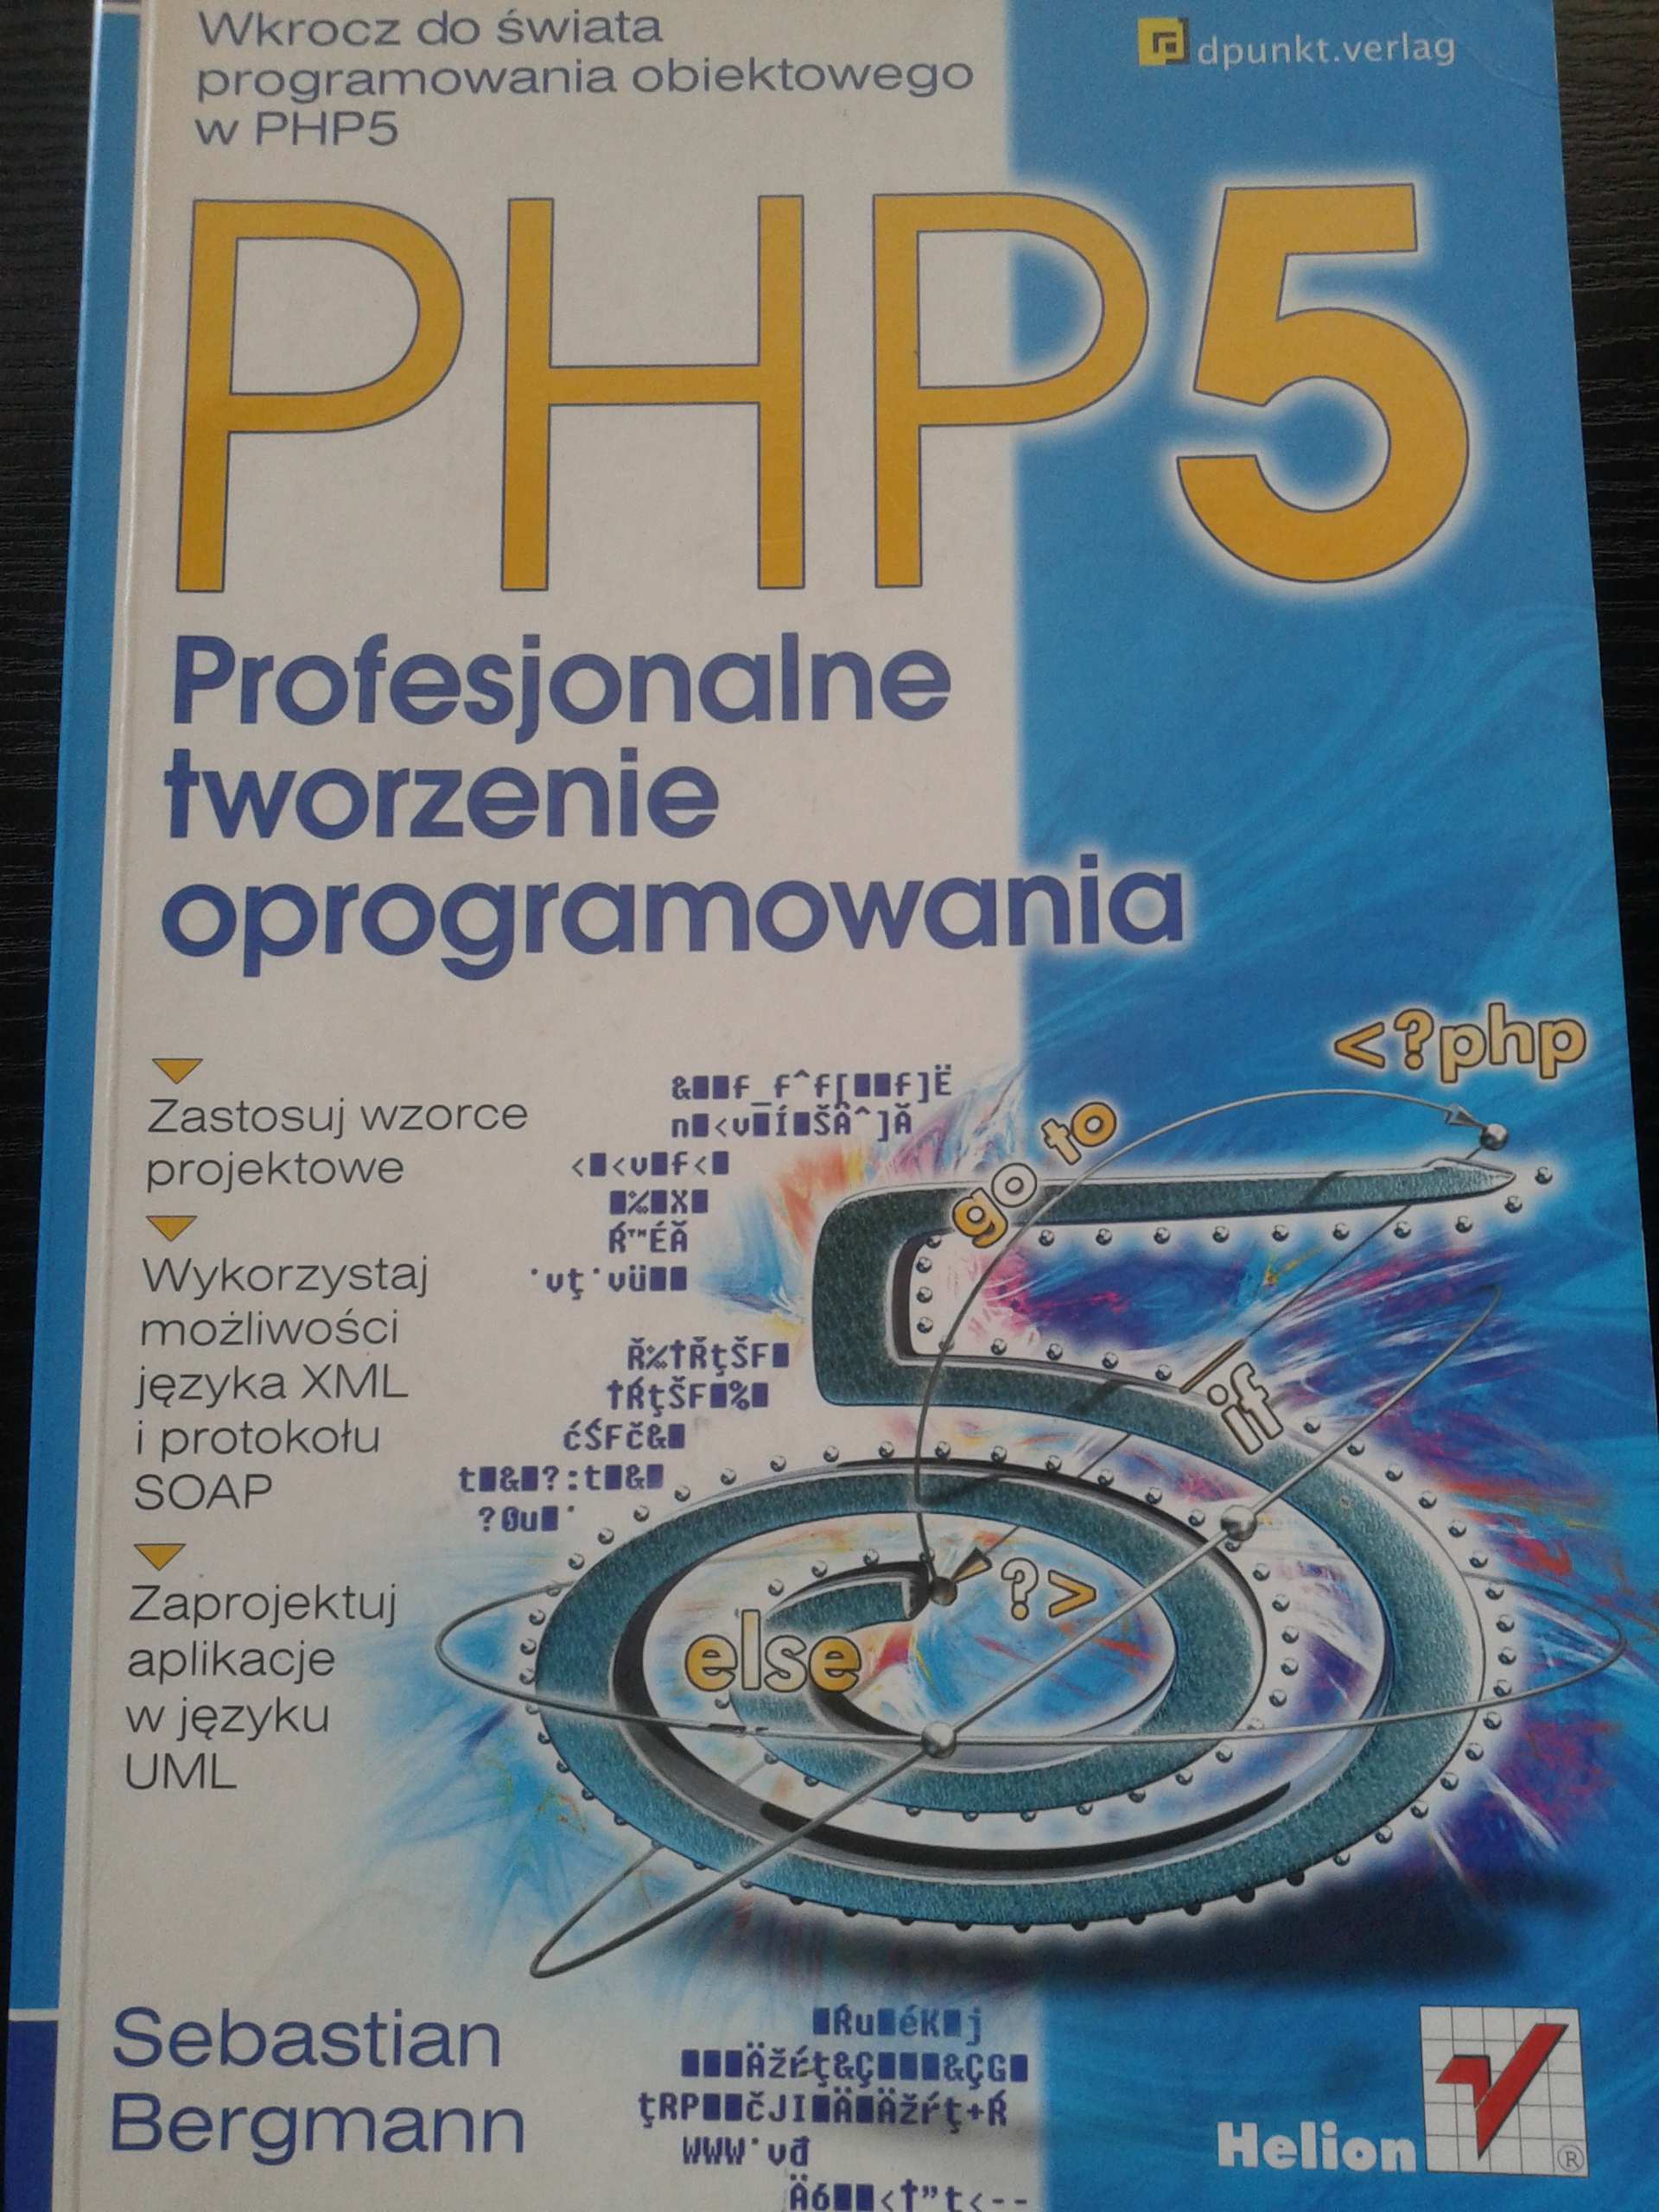 Wkrocz do świata
programowania obiektowego
w PHP5
dpunkt.verlag
PHP5
Profesjonalne
tworzenie
oprogramowania
Zastosuj wzorce
projektowe
Wykorzystaj
możliwości
języka XML
i protokołu
SOAP
Zaprojektuj
aplikacje
w języku
UML
<?php
go to
if
?>
else
Sebastian
Bergmann
Helion
®